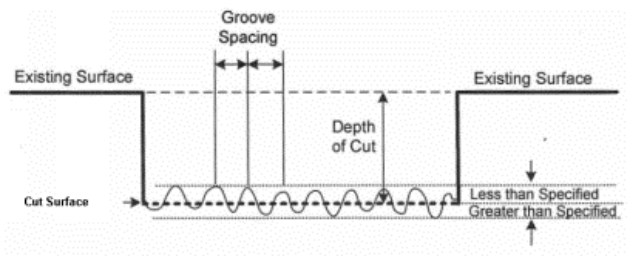 Groove
Spacing
Existing Surface
Existing Surface
Depth
of Cut
Less than Specified
Cut Surface
Greater than Specified